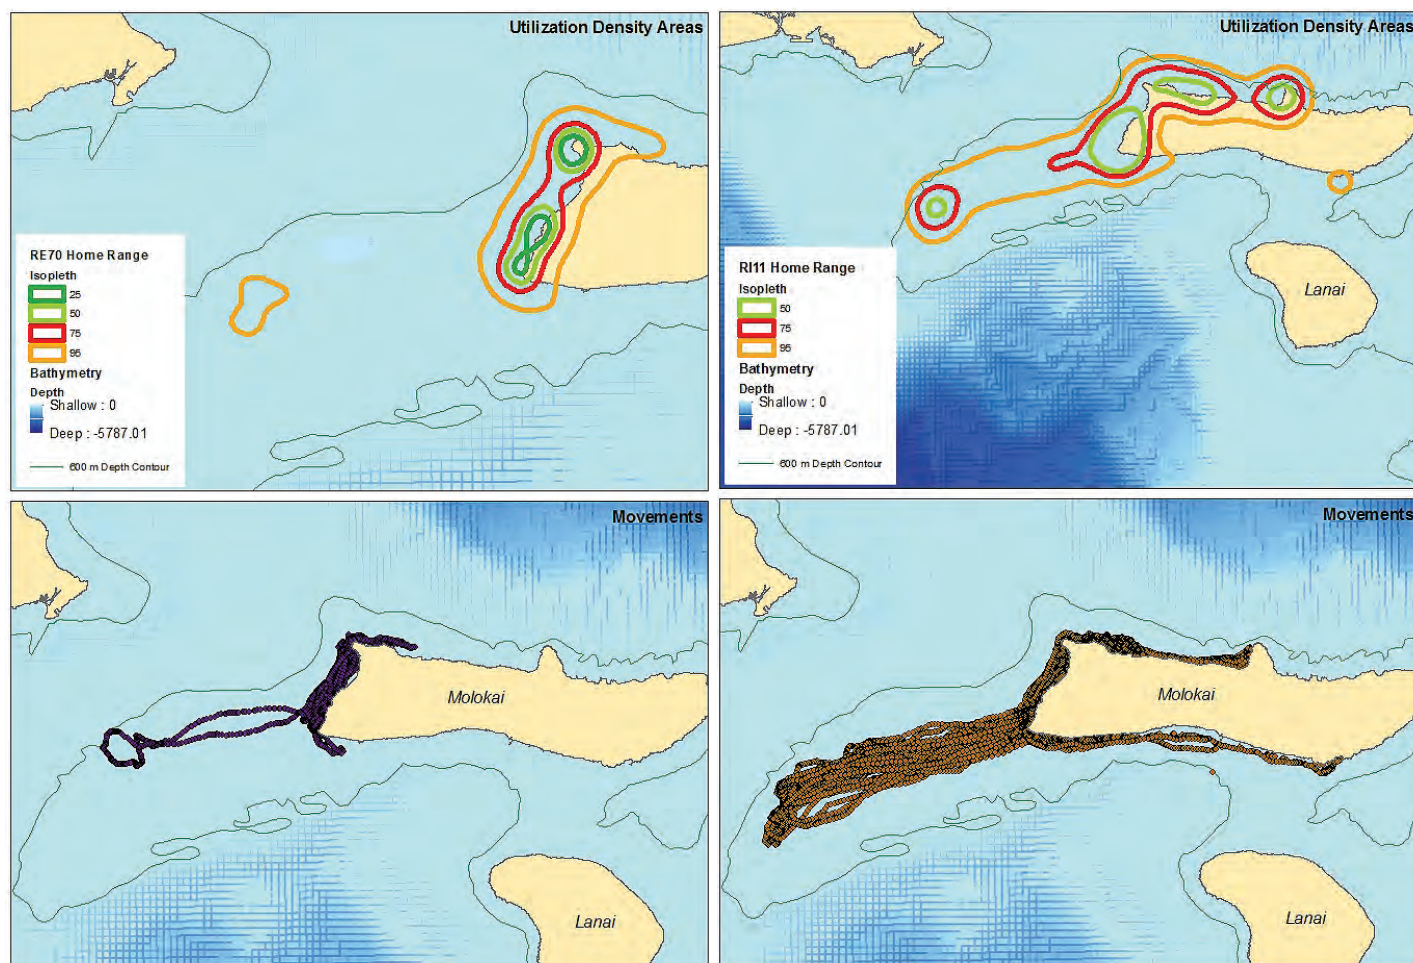 Utilization Density Areas
RE70 Home Range
Isopleth
25
50
75
95
Bathymetry
Depth
Shallow : 0
Deep : -5787.01
600 m Depth Contour
Utilization Density Areas
Lanai
RI11 Home Range
Isopleth
50
75
95
Bathymetry
Depth
Shallow : 0
Deep : -5787.01
600 m Depth Contour
Movements
Molokai
Lanai
Movements
Molokai
Lanai